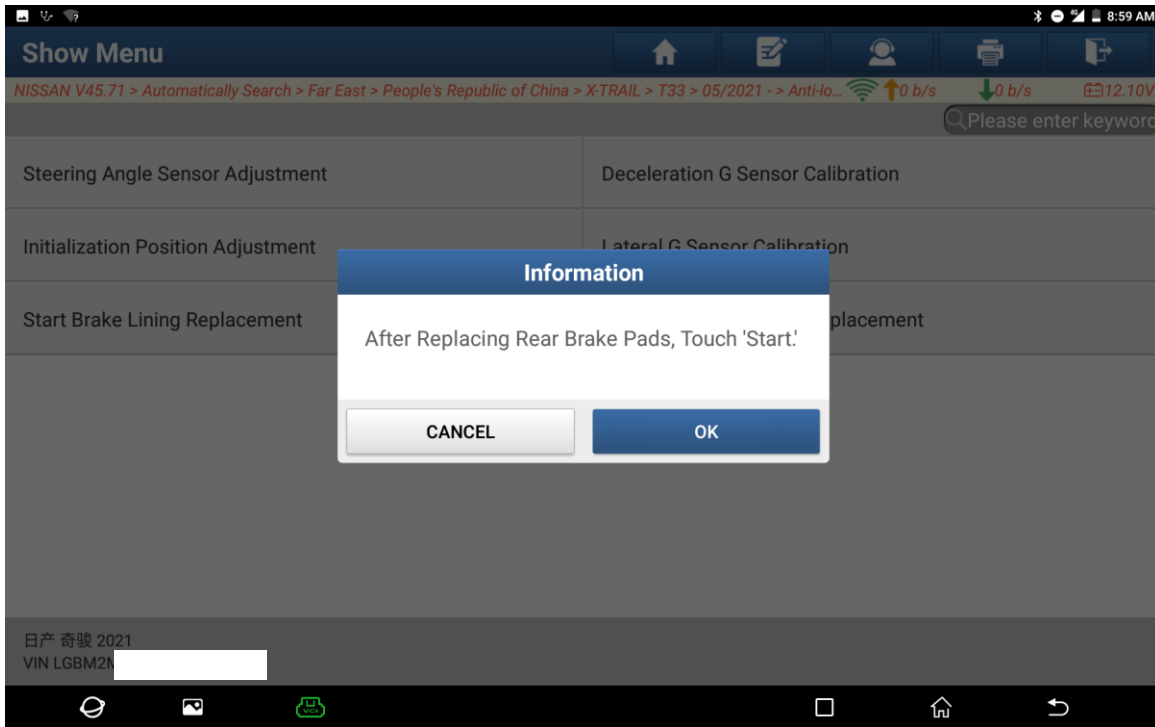 8:59 AM
Show Menu
NISSAN V45.71 > Automatically Search > Far East > People's Republic of China > X-TRAIL > T33 > 05/2021 - > Anti-lo... 0 b/s 0 b/s 12.10V
Please enter keyword
Steering Angle Sensor Adjustment
Deceleration G Sensor Calibration
Initialization Position Adjustment
Lateral G Sensor Calibration
Start Brake Lining Replacement
placement
Information
After Replacing Rear Brake Pads, Touch 'Start.'
CANCEL
OK
日产 奇骏 2021
VIN LGBM2
VCI